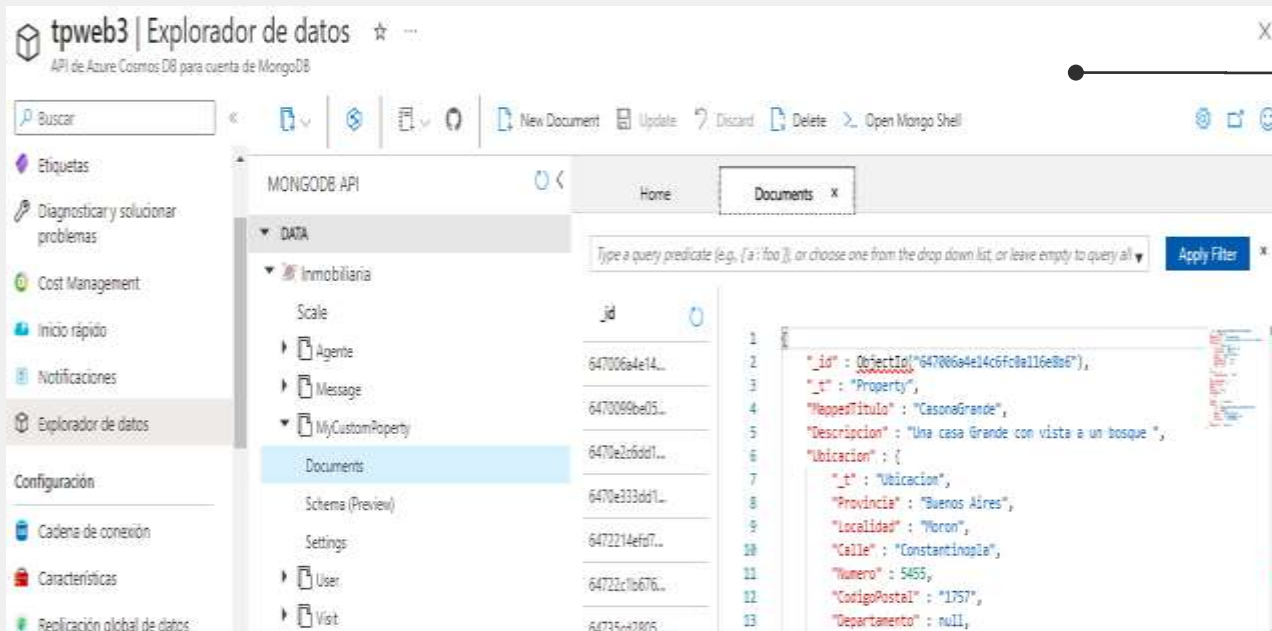 tpweb3 | Explorador de datos
API de Azure Cosmos DB para cuenta de MongoDB
Buscar
New Document Update Discard Delete Open Mongo Shell
Etiquetas
Diagnosticar y solucionar
problemas
Cost Management
Inicio rápido
Notificaciones
Explorador de datos
Configuración
Cadena de conexión
Características
Replicación global de datos
MONGODB API
DATA
Inmobiliaria
Scale
Agente
Message
MyCustomPoperty
Documents
Schema (Preview)
Settings
User
Visit
Home Documents x
Type a query predicate (e.g., {a:'foo'}), or choose one from the drop down list, or leave empty to query all
Apply Filter x
_id
647006a4e14...
6470099be05...
6470e2c6dd1...
6470e333dd1...
6472214efd7...
64722c1b676...
64735cd2805
1 {
2 "_id" : ObjectId("647006a4e14c6fc0a116e8b6"),
3 "_t" : "Property",
4 "MappedTitulo" : "CasonaGrande",
5 "Descripcion" : "Una casa Grande con vista a un bosque ",
6 "Ubicacion" : {
7 "_t" : "Ubicacion",
8 "Provincia" : "Buenos Aires",
9 "Localidad" : "Moron",
10 "Calle" : "Constantinopla",
11 "Numero" : 5455,
12 "CodigoPostal" : "1757",
13 "Departamento" : null,